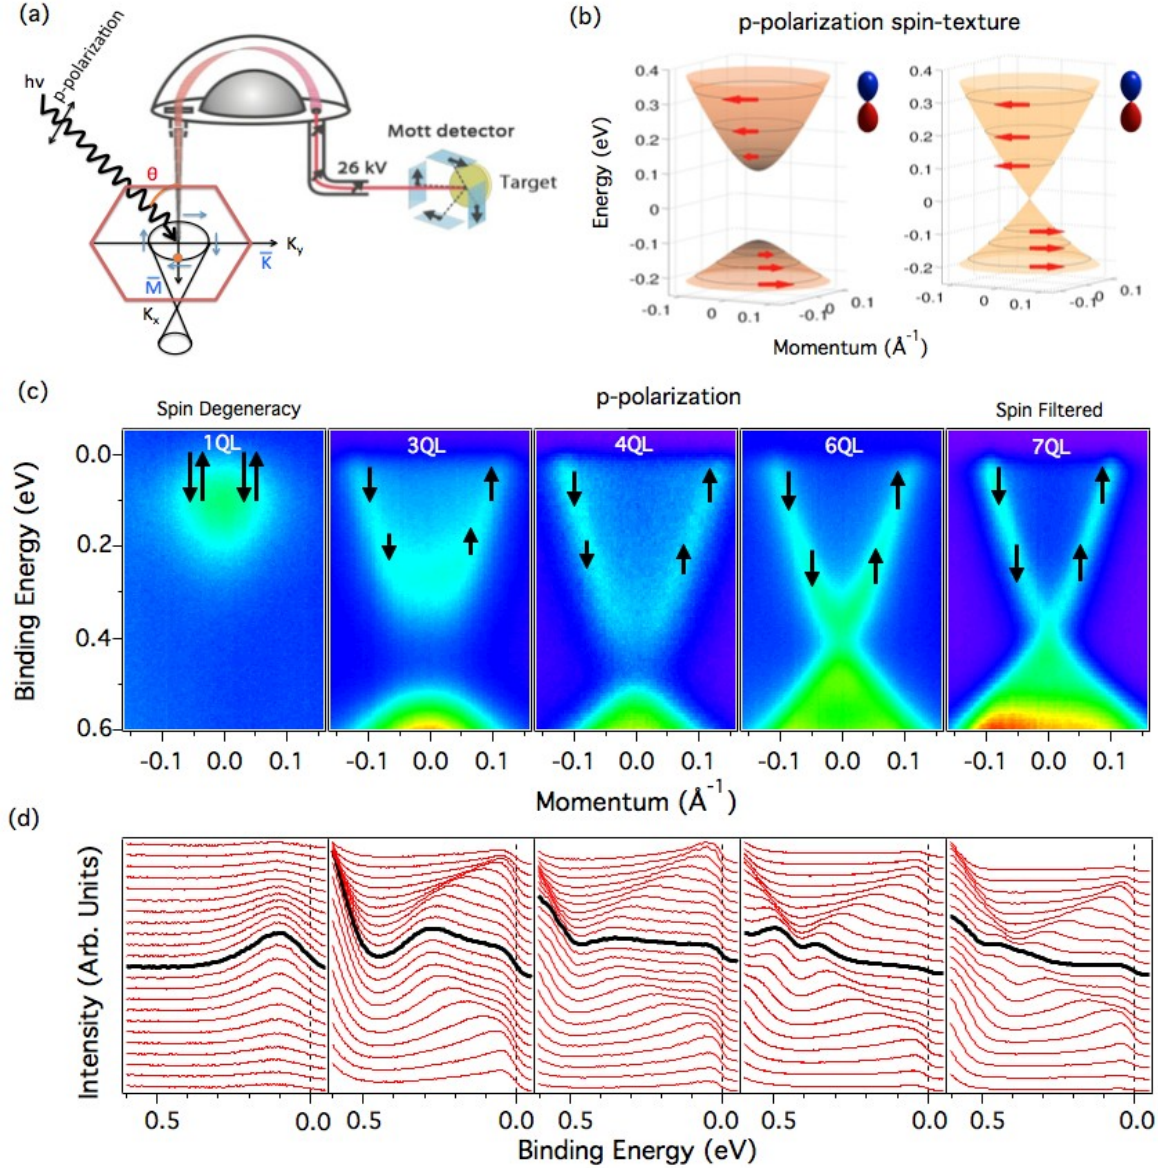 (a)
p-polarization
hν
θ
Mott detector
26 kV
Target
K_y
K̅
M̅
K_x
(b)
p-polarization spin-texture
Energy (eV)
0.4
0.3
0.2
0.1
0
-0.1
-0.2
-0.1
0
0.1
-0.1
0
0.1
0.4
0.3
0.2
0.1
0
-0.1
-0.2
-0.1
0
0.1
-0.1
0
0.1
Momentum (Å⁻¹)
(c)
p-polarization
Spin Degeneracy
Spin Filtered
1QL
3QL
4QL
6QL
7QL
Binding Energy (eV)
0.0
0.2
0.4
0.6
-0.1 0.0 0.1
-0.1 0.0 0.1
-0.1 0.0 0.1
-0.1 0.0 0.1
-0.1 0.0 0.1
Momentum (Å⁻¹)
(d)
Intensity (Arb. Units)
0.5 0.0
0.5 0.0
0.5 0.0
0.5 0.0
0.5 0.0
Binding Energy (eV)